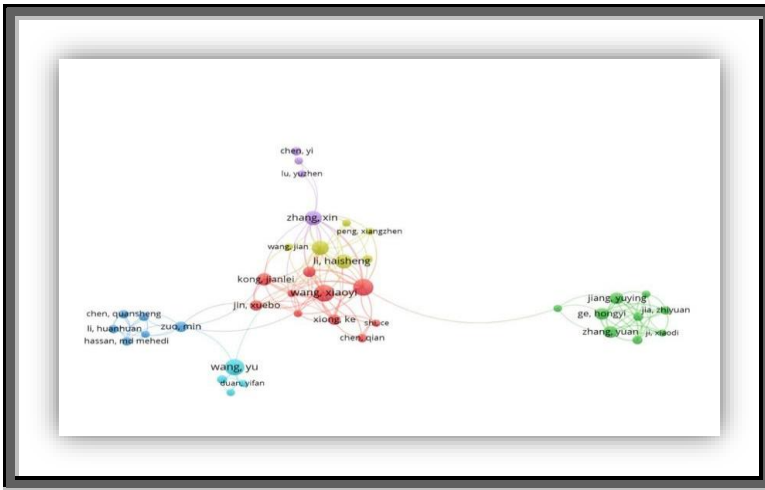 chen, yi
lu, yuzhen
zhang, xin
peng, xiangzhen
wang, jian
li, haisheng
kong, jianlei
wang, xiaoyi
jin, xuebo
xiong, ke
shi, ce
chen, qian
chen, quansheng
zuo, min
li, huanhuan
hassan, md mehedi
wang, yu
duan, yifan
jiang, yuying
ge, hongyi
jia, zhiyuan
zhang, yuan
ji, xiaodi